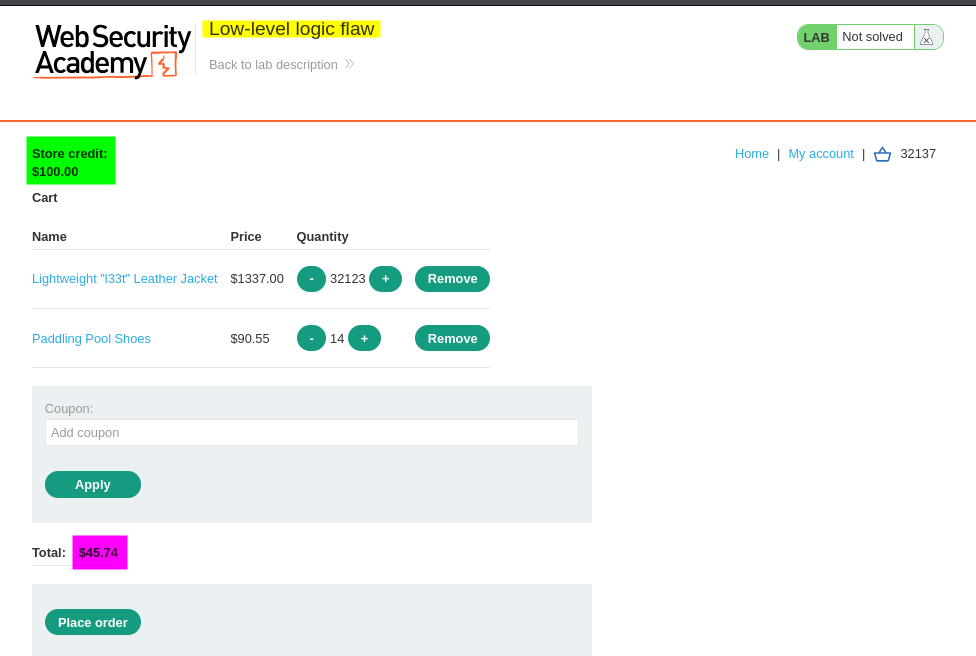 Web Security
Academy
Low-level logic flaw
Back to lab description
LAB Not solved
Store credit:
$100.00
Home | My account | 32137
Cart
Name Price Quantity
Lightweight "l33t" Leather Jacket $1337.00 - 32123 + Remove
Paddling Pool Shoes $90.55 - 14 + Remove
Coupon:
Add coupon
Apply
Total: $45.74
Place order